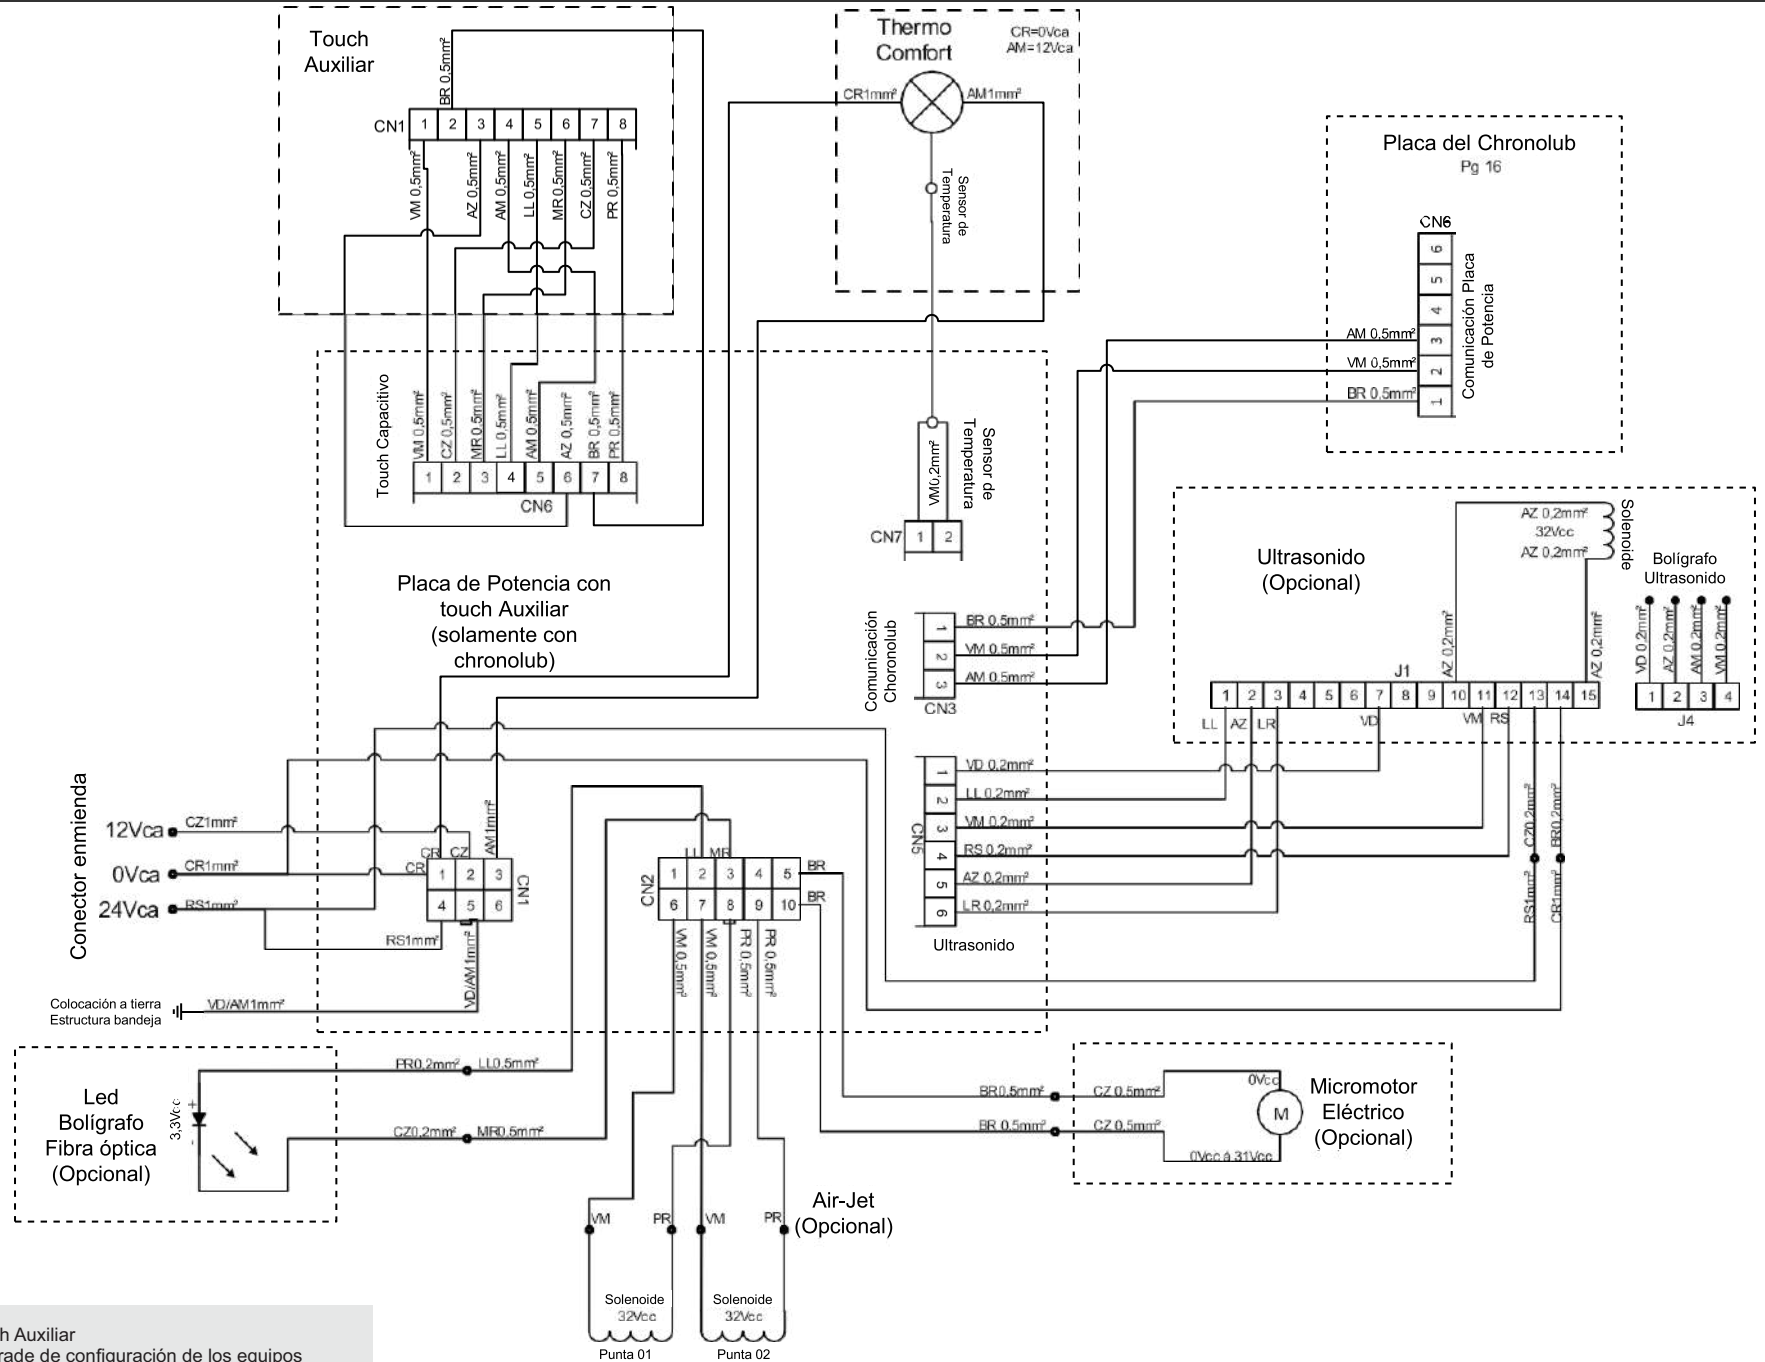 Touch
Auxiliar
BR 0,5mm²
CN1
1 2 3 4 5 6 7 8
VM 0,5mm²
AZ 0,5mm²
AM 0,5mm²
LL 0,5mm²
MR 0,5mm²
CZ 0,5mm²
PR 0,5mm²
Thermo
Comfort
CR=0Vca
AM=12Vca
CR1mm²
AM1mm²
Sensor de
Temperatura
Placa del Chronolub
Pg 16
CN6
6
5
4
3
2
1
Comunicación Placa
de Potencia
AM 0,5mm²
VM 0,5mm²
BR 0,5mm²
Touch Capacitivo
VM 0,5mm²
CZ 0,5mm²
MR 0,5mm²
LL 0,5mm²
AM 0,5mm²
AZ 0,5mm²
BR 0,5mm²
PR 0,5mm²
1 2 3 4 5 6 7 8
CN6
VM0,2mm²
Sensor de
Temperatura
CN7
1 2
Placa de Potencia con
touch Auxiliar
(solamente con
chronolub)
Comunicación
Choronolub
1
2
3
CN3
BR 0,5mm²
VM 0,5mm²
AM 0,5mm²
Ultrasonido
(Opcional)
AZ 0,2mm²
32Vcc
AZ 0,2mm²
Solenoide
Bolígrafo
Ultrasonido
AZ 0,2mm²
AZ 0,2mm²
VD 0,2mm²
AZ 0,2mm²
AM 0,2mm²
VM 0,2mm²
J1
1 2 3 4 5 6 7 8 9 10 11 12 13 14 15
1 2 3 4
J4
LL AZ LR VD VM RS
CN5
1
2
3
4
5
6
VD 0,2mm²
LL 0,2mm²
VM 0,2mm²
RS 0,2mm²
AZ 0,2mm²
LR 0,2mm²
Ultrasonido
CZ0,2mm²
BR0,2mm²
RS1mm²
CR1mm²
Conector enmienda
12Vca
CZ1mm²
0Vca
CR1mm²
24Vca
RS1mm²
CR CZ
AM1mm²
CR
1 2 3
4 5 6
CN1
RS1mm²
VD/AM1mm²
Colocación a tierra
Estructura bandeja
VD/AM1mm²
LL MR
CN2
1 2 3 4 5
6 7 8 9 10
BR
BR
VM 0,5mm²
VM 0,5mm²
PR 0,5mm²
PR 0,5mm²
Led
Bolígrafo
Fibra óptica
(Opcional)
3,3Vcc
+
-
PR0,2mm²
LL0,5mm²
CZ0,2mm²
MR0,5mm²
BR0,5mm²
CZ 0,5mm²
BR 0,5mm²
CZ 0,5mm²
0Vcc
M
0Vcc á 31Vcc
Micromotor
Eléctrico
(Opcional)
Air-Jet
(Opcional)
VM PR VM PR
Solenoide
32Vcc
Punta 01
Solenoide
32Vcc
Punta 02
h Auxiliar
rade de configuración de los equipos